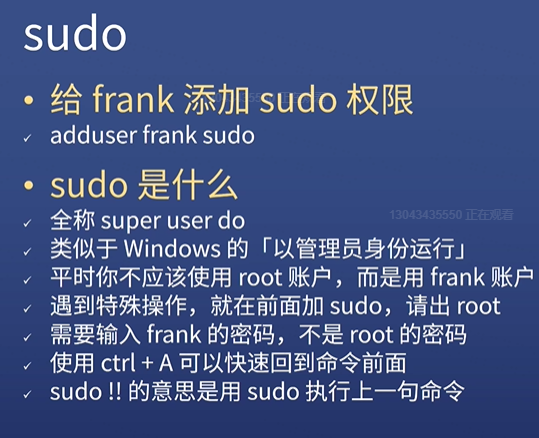 sudo
• 给 frank 添加 sudo 权限
✓ adduser frank sudo
• sudo 是什么
✓ 全称 super user do
13043435550 正在观看
✓ 类似于 Windows 的「以管理员身份运行」
✓ 平时你不应该使用 root 账户，而是用 frank 账户
✓ 遇到特殊操作，就在前面加 sudo，请出 root
✓ 需要输入 frank 的密码，不是 root 的密码
✓ 使用 ctrl + A 可以快速回到命令前面
✓ sudo !! 的意思是用 sudo 执行上一句命令